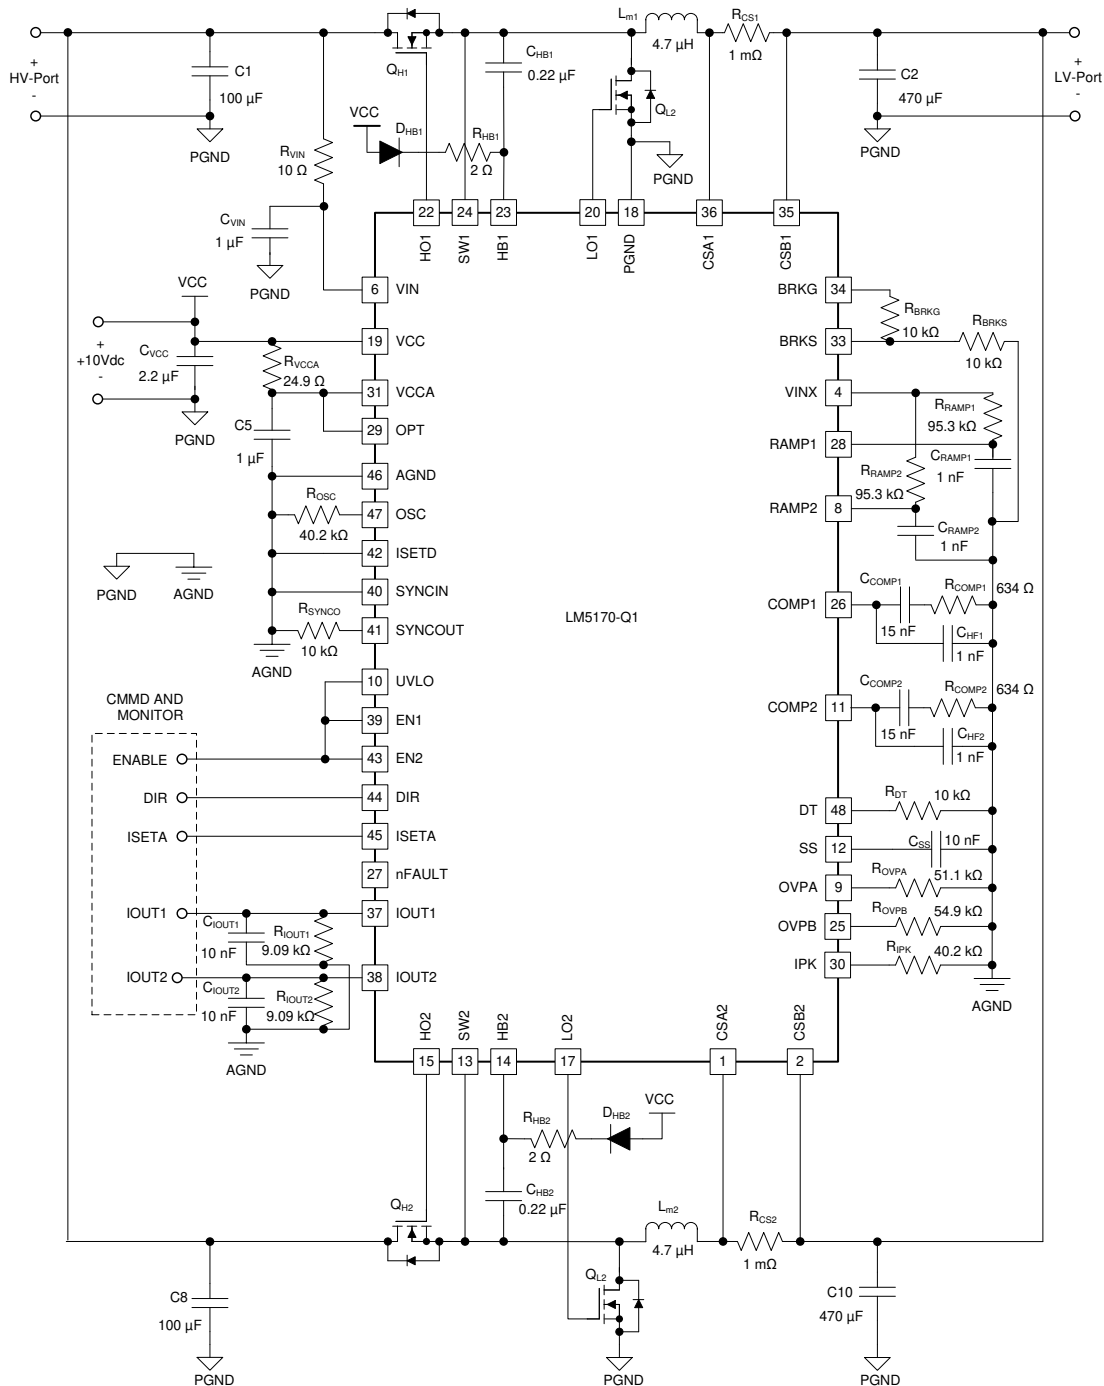 +
HV-Port
-
C1
100 µF
QH1
CHB1
0.22 µF
Lm1
4.7 µH
RCS1
1 mΩ
QL2
C2
470 µF
+
LV-Port
-
PGND
PGND
PGND
VCC
DHB1
RHB1
2 Ω
RVIN
10 Ω
CVIN
1 µF
PGND
22
24
23
20
18
36
35
HO1
SW1
HB1
LO1
PGND
CSA1
CSB1
VCC
+
+10Vdc
-
CVCC
2.2 µF
PGND
RVCCA
24.9 Ω
C5
1 µF
ROSC
40.2 kΩ
RSYNCO
10 kΩ
AGND
PGND
AGND
6 VIN
19 VCC
31 VCCA
29 OPT
46 AGND
47 OSC
42 ISETD
40 SYNCIN
41 SYNCOUT
10 UVLO
39 EN1
43 EN2
44 DIR
45 ISETA
27 nFAULT
37 IOUT1
38 IOUT2
LM5170-Q1
BRKG 34
BRKS 33
VINX 4
RAMP1 28
RAMP2 8
COMP1 26
COMP2 11
DT 48
SS 12
OVPA 9
OVPB 25
IPK 30
RBRKG
10 kΩ
RBRKS
10 kΩ
RRAMP1
95.3 kΩ
CRAMP1
1 nF
RRAMP2
95.3 kΩ
CRAMP2
1 nF
CCOMP1
15 nF
RCOMP1
634 Ω
CHF1
1 nF
CCOMP2
15 nF
RCOMP2
634 Ω
CHF2
1 nF
RDT
10 kΩ
CSS
10 nF
ROVPA
51.1 kΩ
ROVPB
54.9 kΩ
RIPK
40.2 kΩ
AGND
CMMD AND
MONITOR
ENABLE
DIR
ISETA
IOUT1
IOUT2
CIOUT1
10 nF
RIOUT1
9.09 kΩ
CIOUT2
10 nF
RIOUT2
9.09 kΩ
AGND
HO2
SW2
HB2
LO2
CSA2
CSB2
15
13
14
17
1
2
RHB2
2 Ω
DHB2
VCC
CHB2
0.22 µF
QH2
Lm2
4.7 µH
RCS2
1mΩ
QL2
C8
100 µF
C10
470 µF
PGND
PGND
PGND